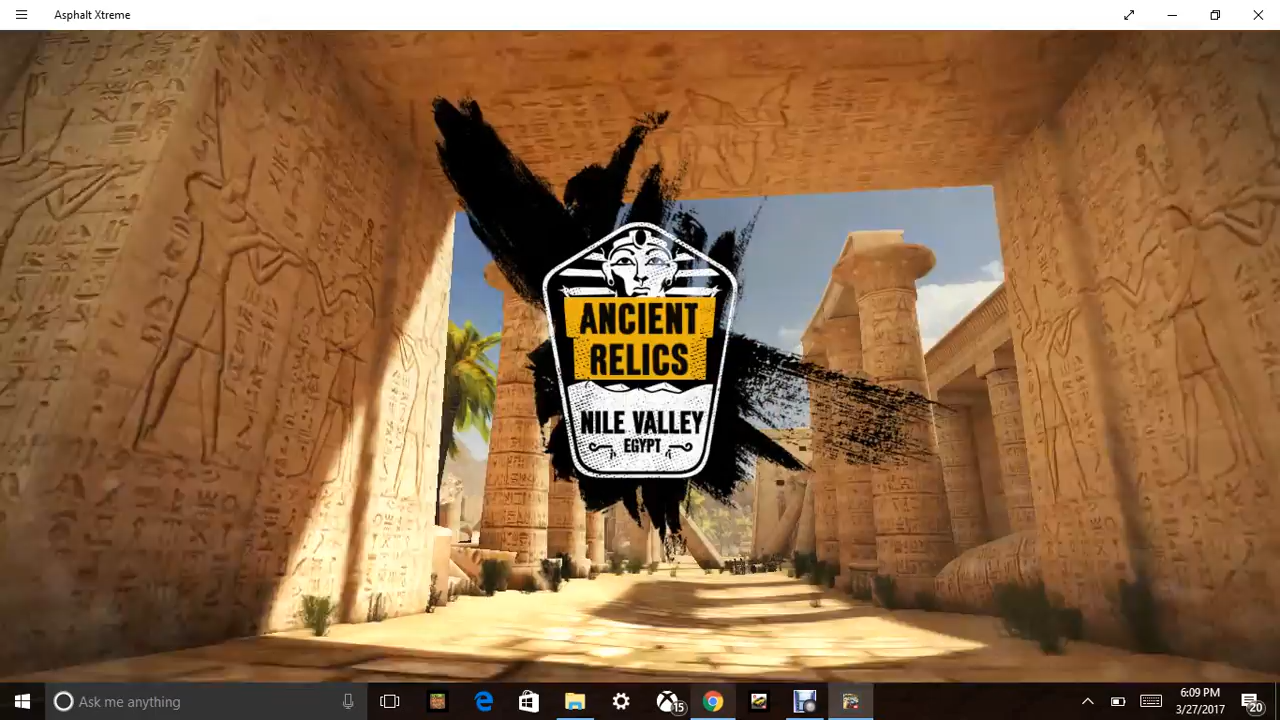 Asphalt Xtreme
ANCIENT
RELICS
NILE VALLEY
EGYPT
Ask me anything
15
6:09 PM
3/27/2017
20